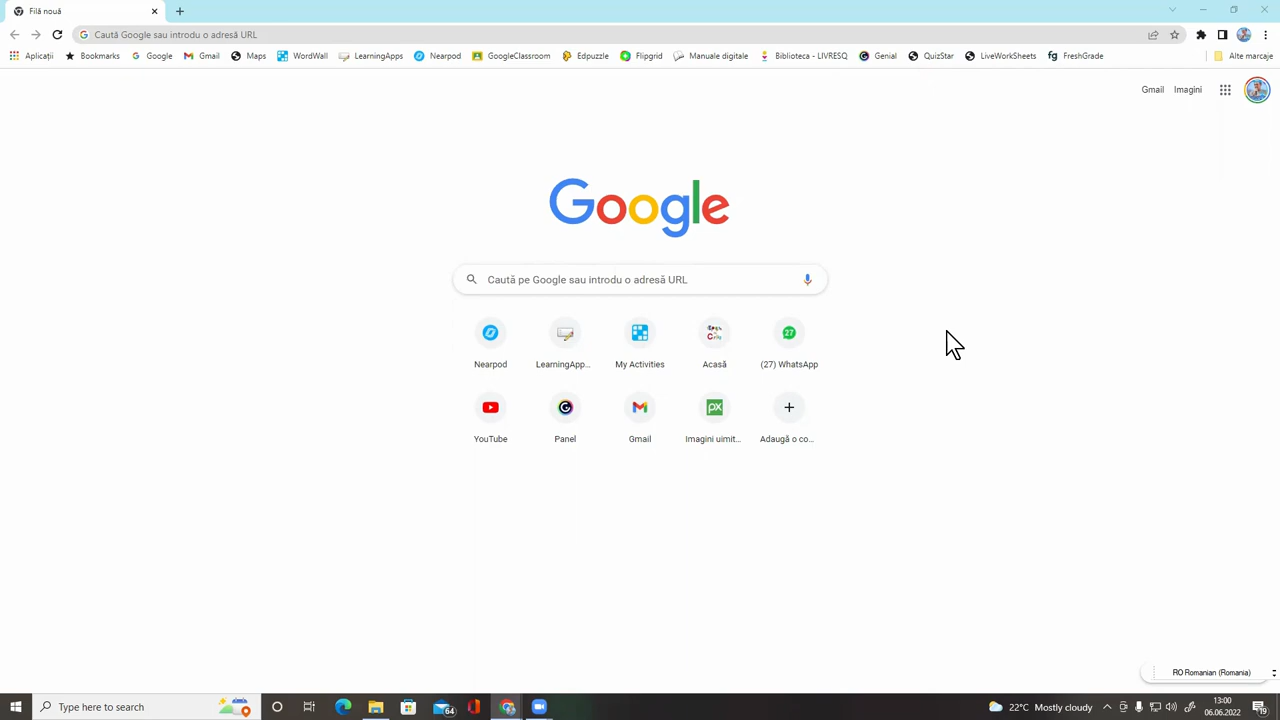 Filă nouă
Caută Google sau introdu o adresă URL
Aplicații Bookmarks Google Gmail Maps WordWall LearningApps Nearpod GoogleClassroom Edpuzzle Flipgrid Manuale digitale Biblioteca - LIVRESQ Genial QuizStar LiveWorkSheets FreshGrade Alte marcaje
Gmail Imagini
Google
Caută pe Google sau introdu o adresă URL
27
Nearpod LearningApp... My Activities Acasă (27) WhatsApp
px
YouTube Panel Gmail Imagini uimit... Adaugă o co...
RO Romanian (Romania)
Type here to search 64 22°C Mostly cloudy 13:00
06.06.2022